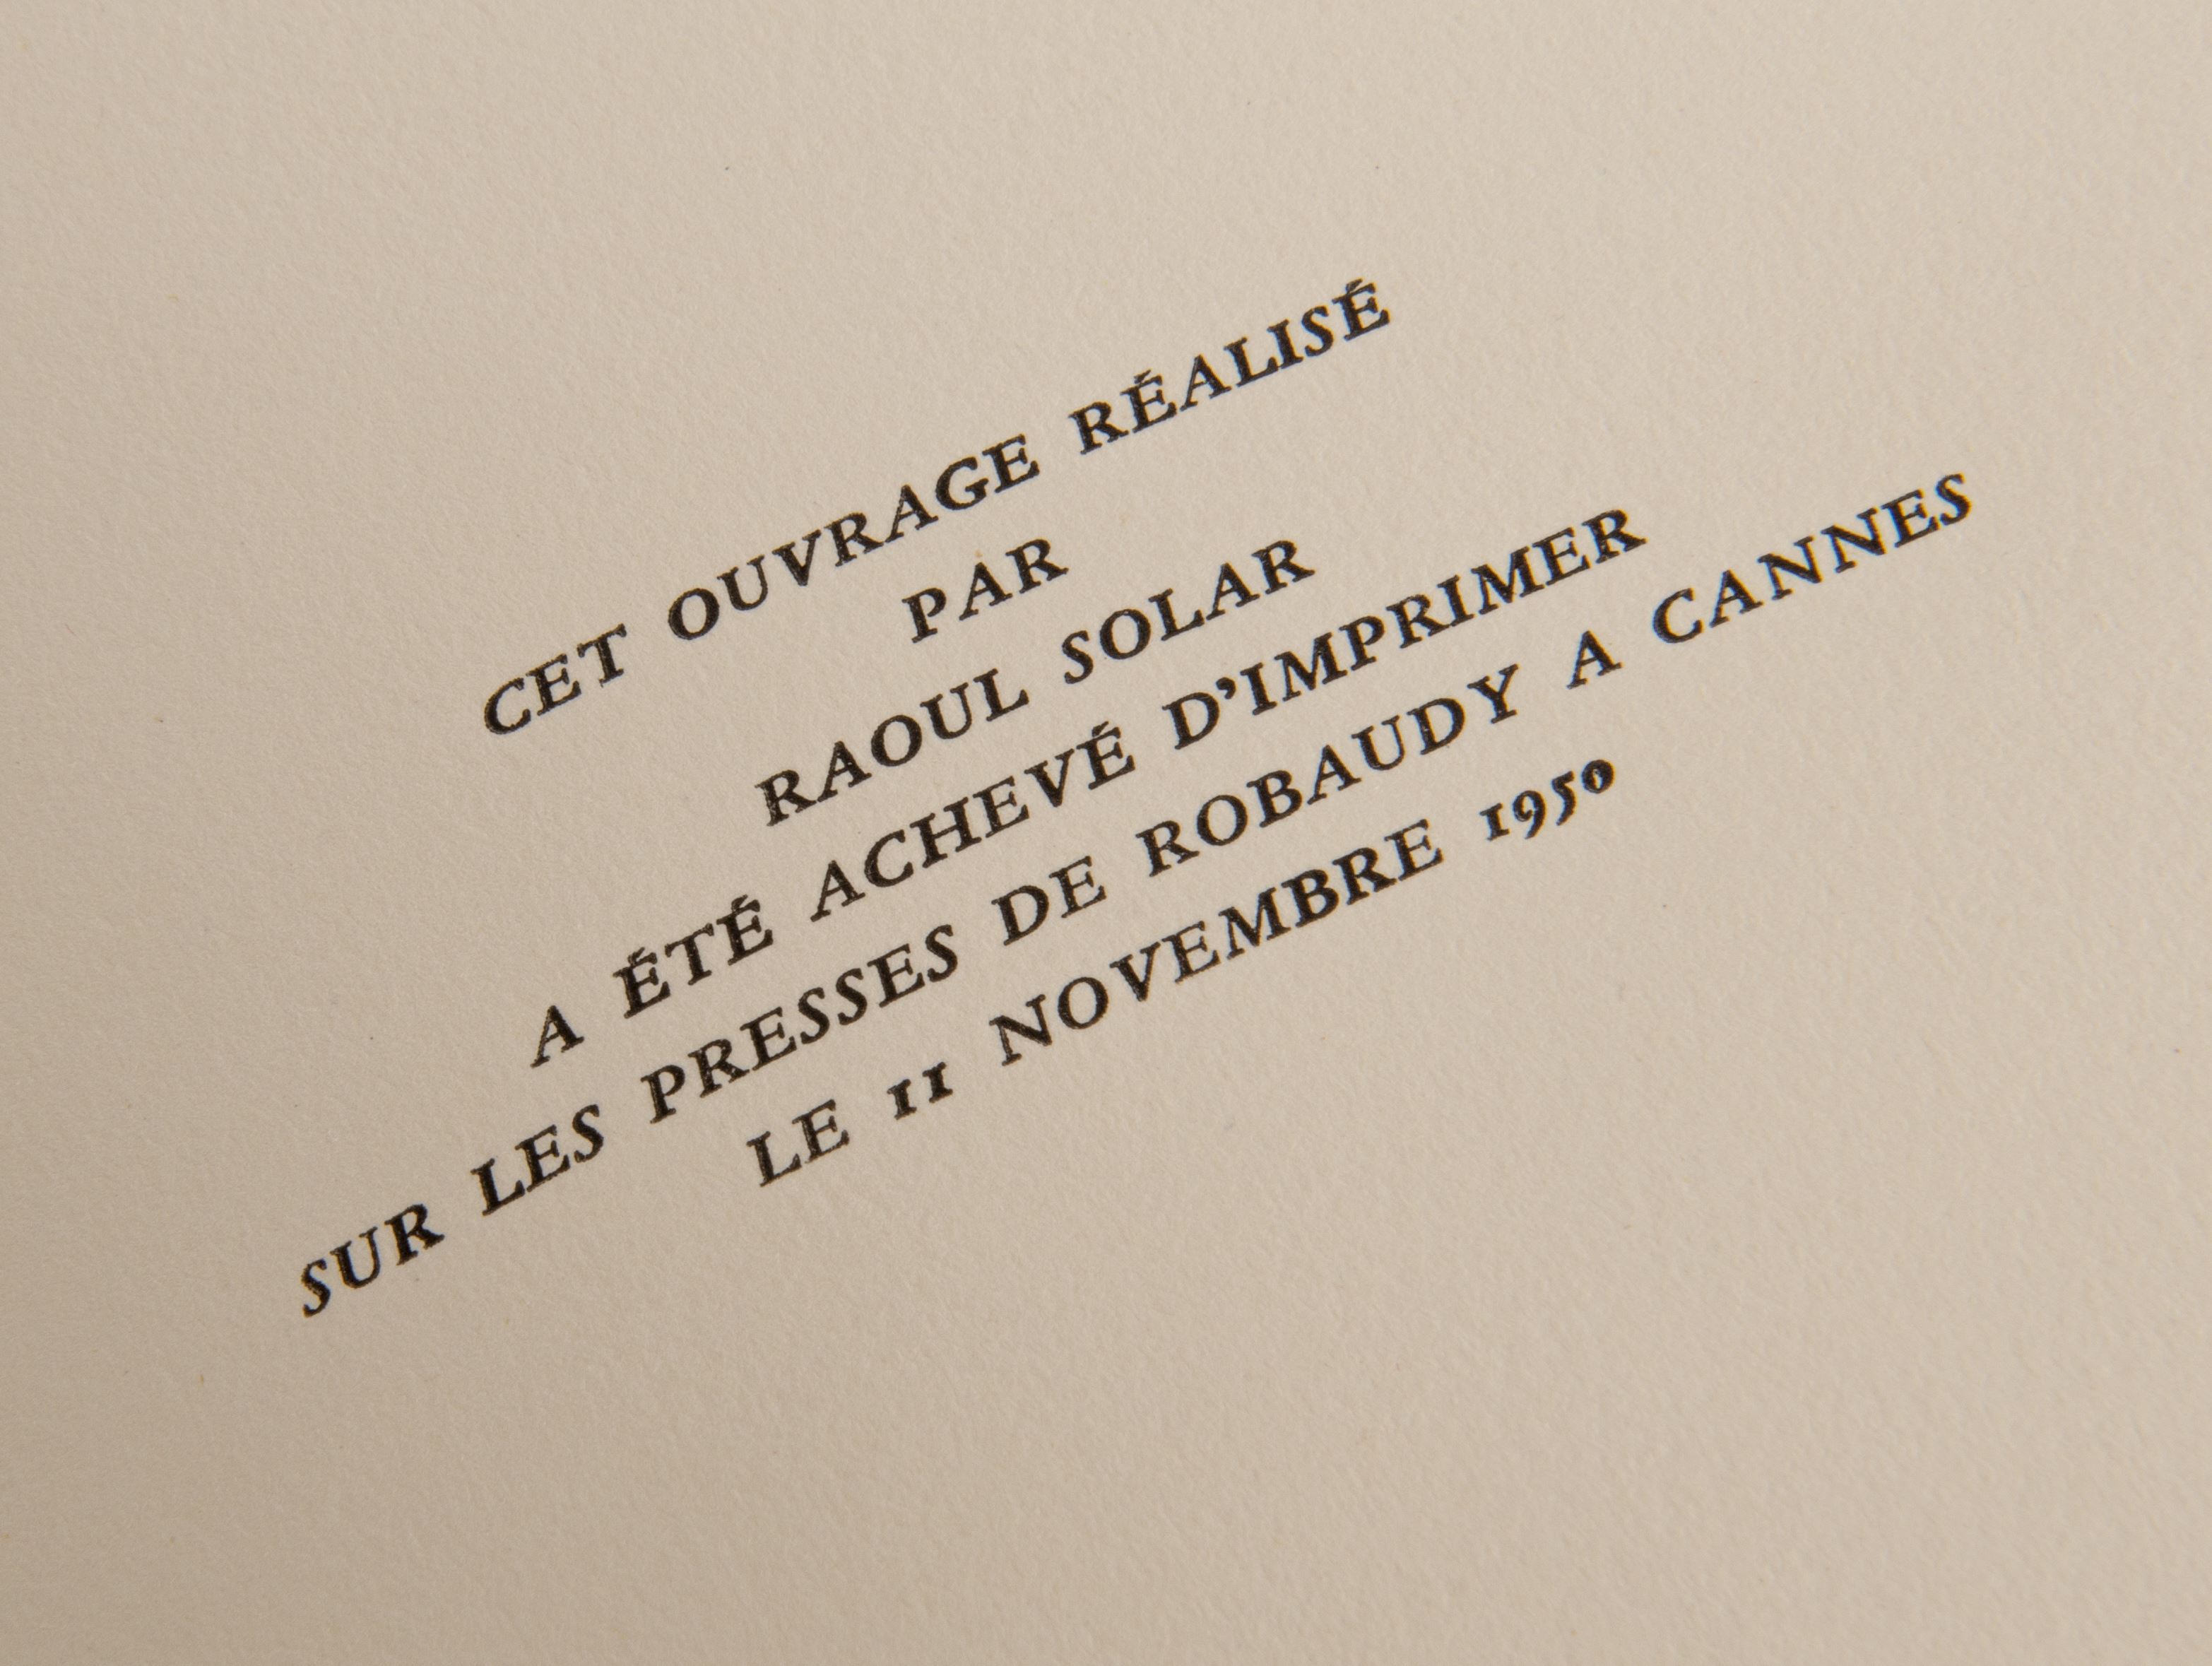 CET OUVRAGE RÉALISÉ
PAR
RAOUL SOLAR
A ÉTÉ ACHEVÉ D'IMPRIMER
SUR LES PRESSES DE ROBAUDY A CANNES
LE 11 NOVEMBRE 1950